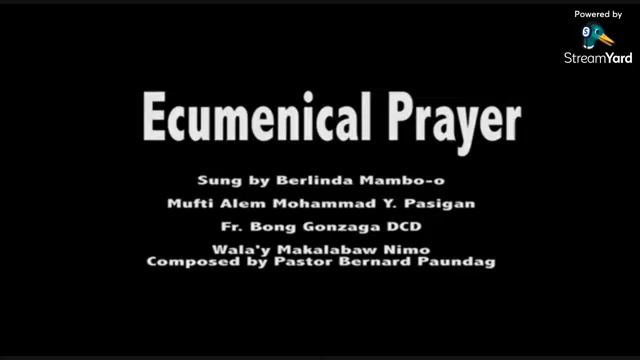 Powered by
StreamYard
Ecumenical Prayer
Sung by Berlinda Mambo-o
Mufti Alem Mohammad Y. Pasigan
Fr. Bong Gonzaga DCD
Wala'y Makalabaw Nimo
Composed by Pastor Bernard Paundag